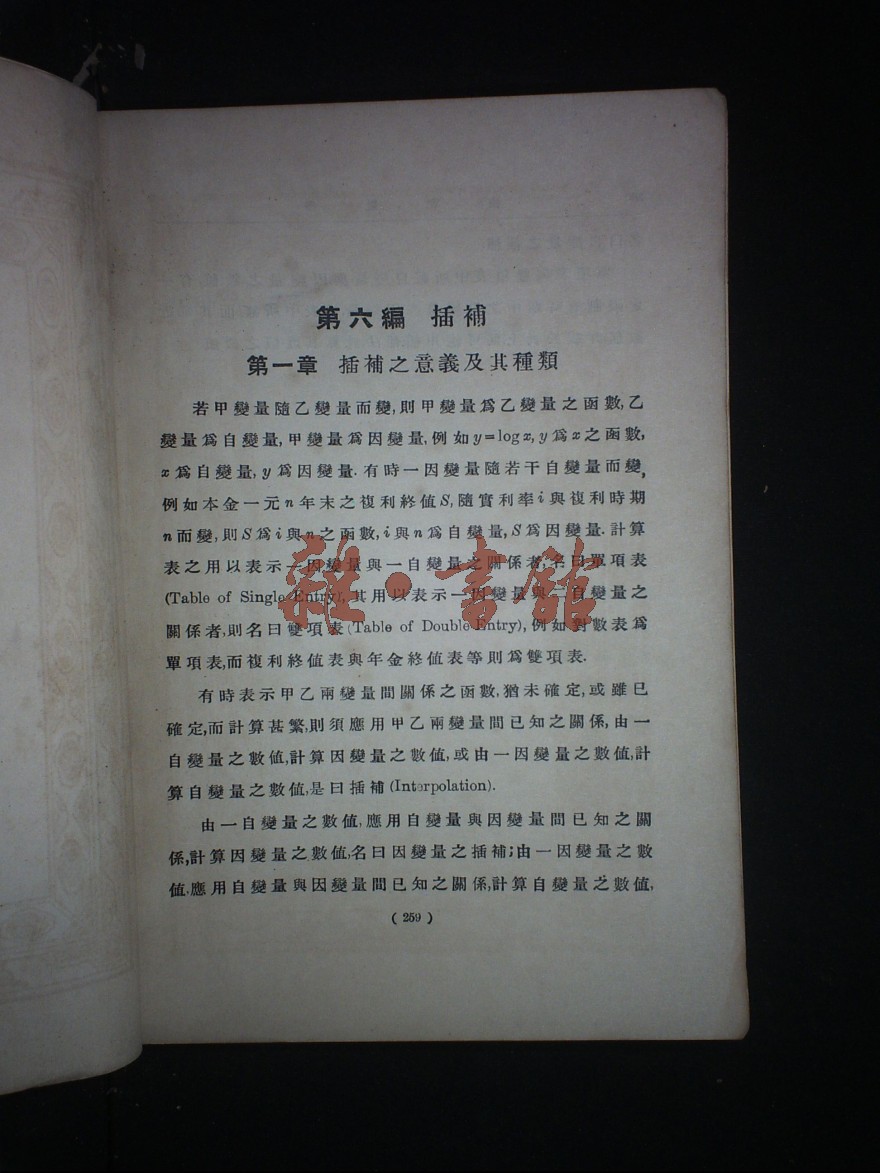 第六編 插補
第一章 插補之意義及其種類
若甲變量隨乙變量而變,則甲變量爲乙變量之函數,乙
變量爲自變量,甲變量爲因變量,例如y=logx,y爲x之函數,
x爲自變量,y爲因變量.有時一因變量隨若干自變量而變,
例如本金一元n年末之複利終值S,隨實利率i與複利時期
n而變,則S爲i與n之函數,i與n爲自變量,S爲因變量.計算
表之用以表示一因變量與一自變量之關係者,名曰單項表
(Table of Single Entry),其用以表示一因變量與 自變量之
關係者,則名曰雙項表(Table of Double Entry),例如對數表爲
單項表,而複利終值表與年金終值表等則爲雙項表.
有時表示甲乙兩變量間關係之函數,猶未確定,或雖已
確定,而計算甚繁,則須應用甲乙兩變量間已知之關係,由一
自變量之數值,計算因變量之數值,或由一因變量之數值,計
算自變量之數值,是曰插補(Interpolation).
由一自變量之數值,應用自變量與因變量間已知之關
係,計算因變量之數值,名曰因變量之插補;由一因變量之數
值,應用自變量與因變量間已知之關係,計算自變量之數值,
(259)
雜·書館